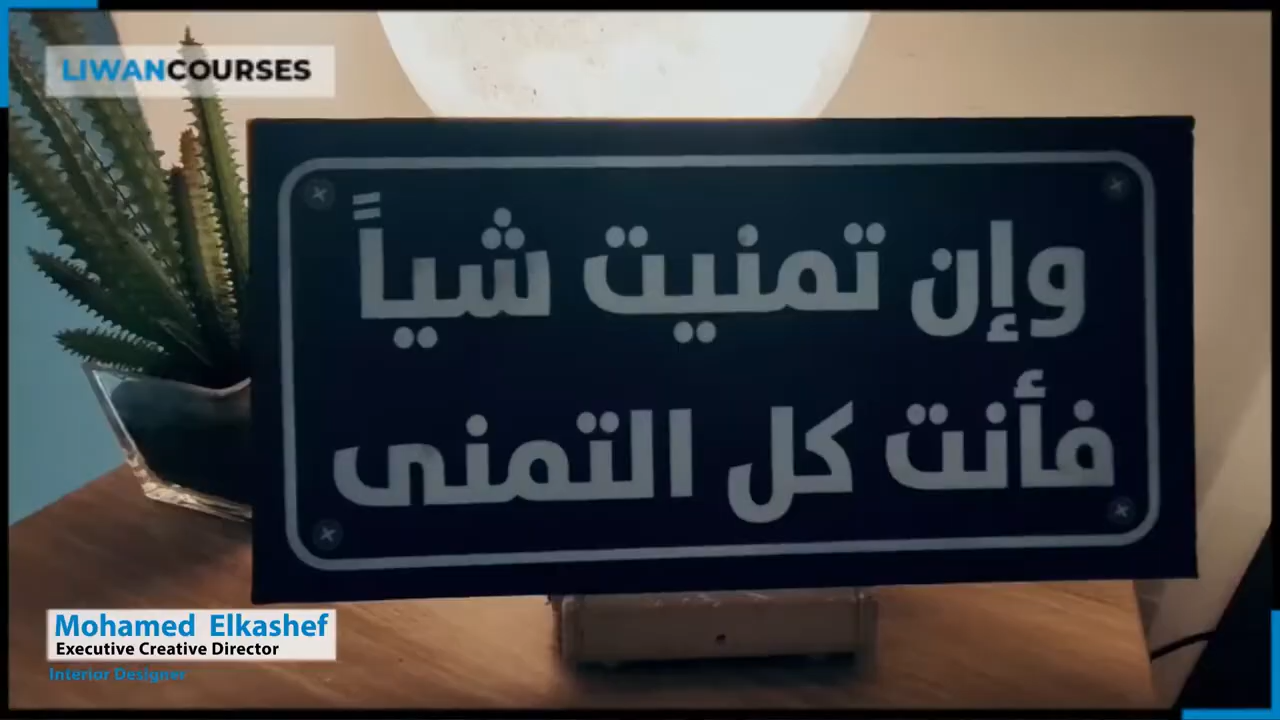 LIWANCOURSES
وإن تمنيت شياً
فأنت كل التمنى
Mohamed Elkashef
Executive Creative Director
Interior Designer